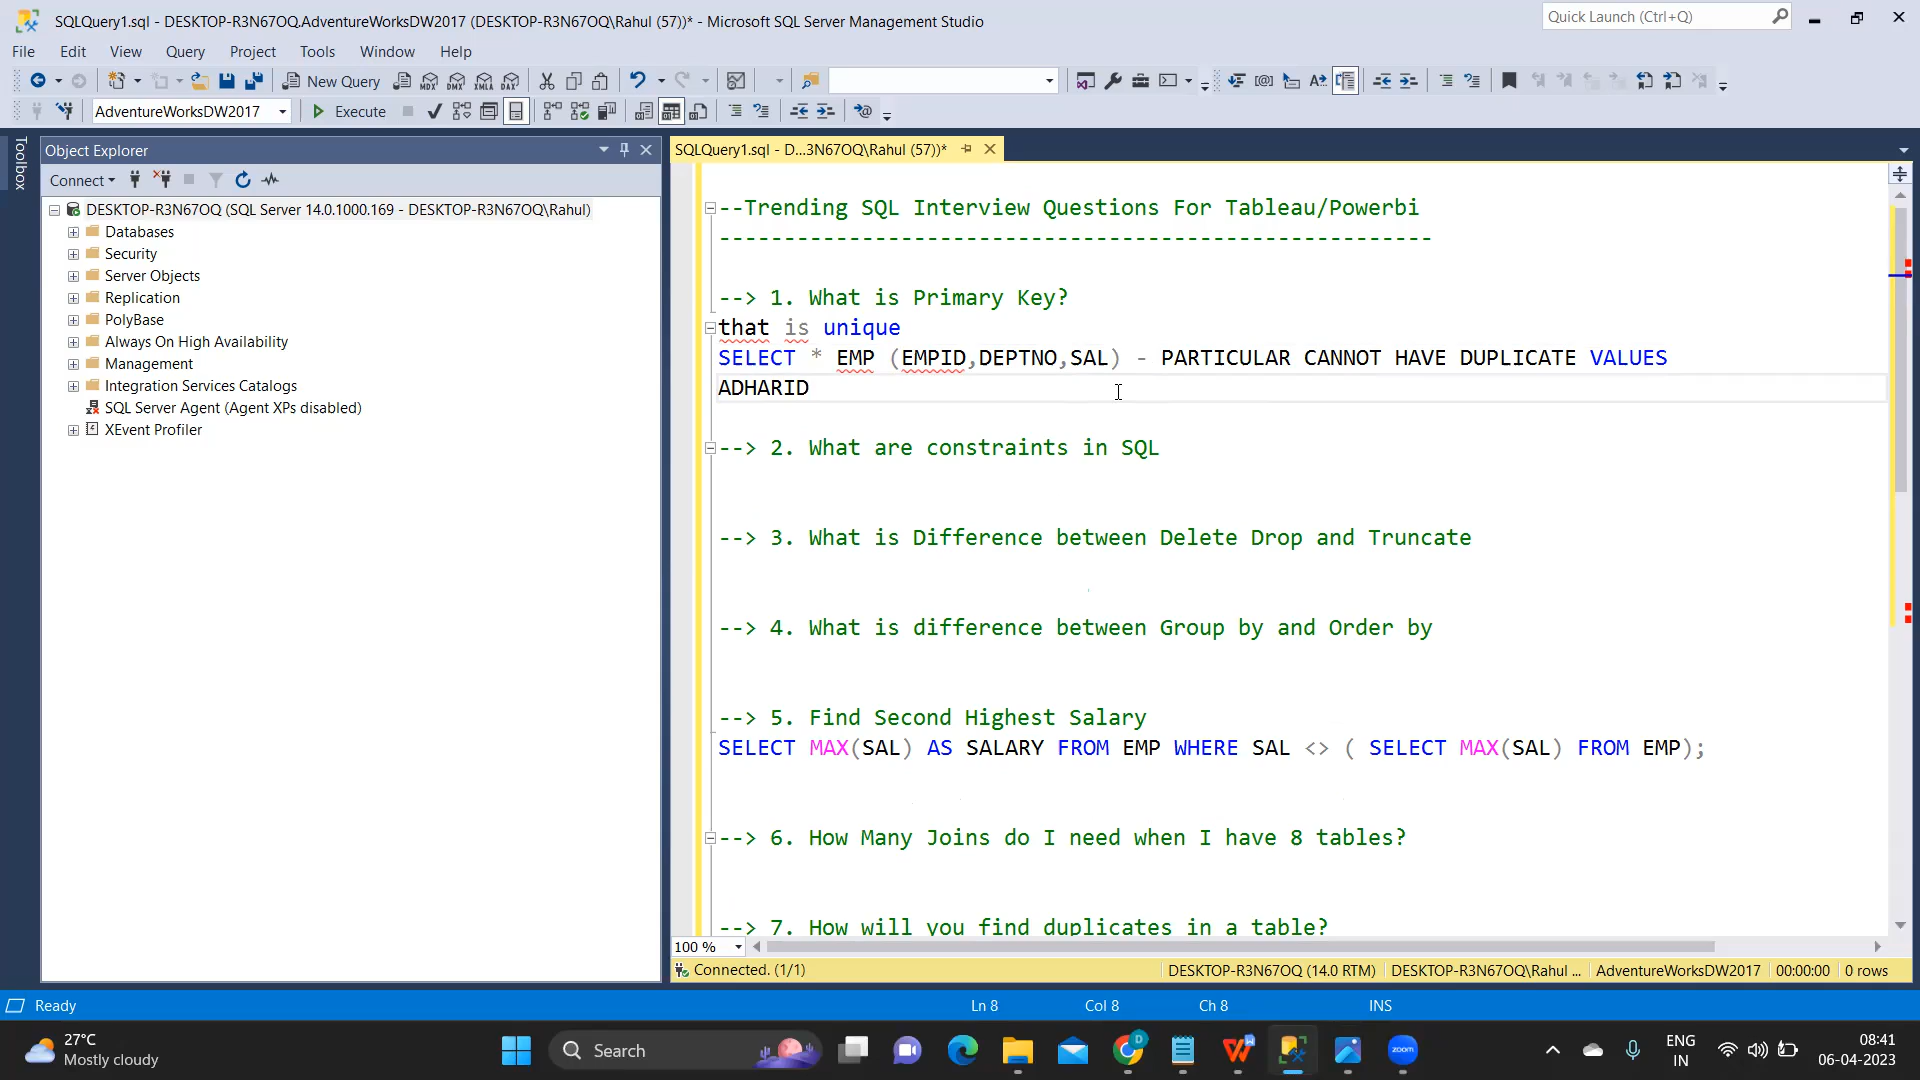 SQLQuery1.sql - DESKTOP-R3N67OQ.AdventureWorksDW2017 (DESKTOP-R3N67OQ\Rahul (57))* - Microsoft SQL Server Management Studio
Quick Launch (Ctrl+Q)
File Edit View Query Project Tools Window Help
New Query
MDX DMX XMLA DAX
AdventureWorksDW2017
Execute
Toolbox
Object Explorer
SQLQuery1.sql - D...3N67OQ\Rahul (57))*
Connect
DESKTOP-R3N67OQ (SQL Server 14.0.1000.169 - DESKTOP-R3N67OQ\Rahul)
Databases
Security
Server Objects
Replication
PolyBase
Always On High Availability
Management
Integration Services Catalogs
SQL Server Agent (Agent XPs disabled)
XEvent Profiler
--Trending SQL Interview Questions For Tableau/Powerbi
-------------------------------------------------------
--> 1. What is Primary Key?
that is unique
SELECT * EMP (EMPID,DEPTNO,SAL) - PARTICULAR CANNOT HAVE DUPLICATE VALUES
ADHARID
--> 2. What are constraints in SQL
--> 3. What is Difference between Delete Drop and Truncate
--> 4. What is difference between Group by and Order by
--> 5. Find Second Highest Salary
SELECT MAX(SAL) AS SALARY FROM EMP WHERE SAL <> ( SELECT MAX(SAL) FROM EMP);
--> 6. How Many Joins do I need when I have 8 tables?
--> 7. How will you find duplicates in a table?
100 %
Connected. (1/1)
DESKTOP-R3N67OQ (14.0 RTM)
DESKTOP-R3N67OQ\Rahul ...
AdventureWorksDW2017
00:00:00
0 rows
Ready
Ln 8
Col 8
Ch 8
INS
27°C
Mostly cloudy
Search
D
zoom
ENG
IN
08:41
06-04-2023